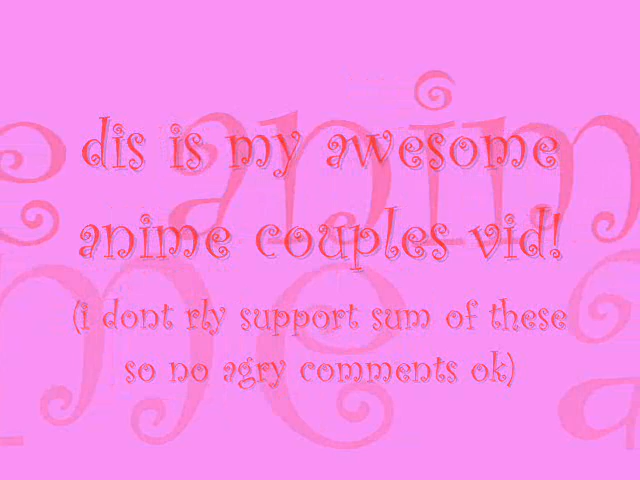 dis is my awesome
anime couples vid!
(i dont rly support sum of these
so no agry comments ok)